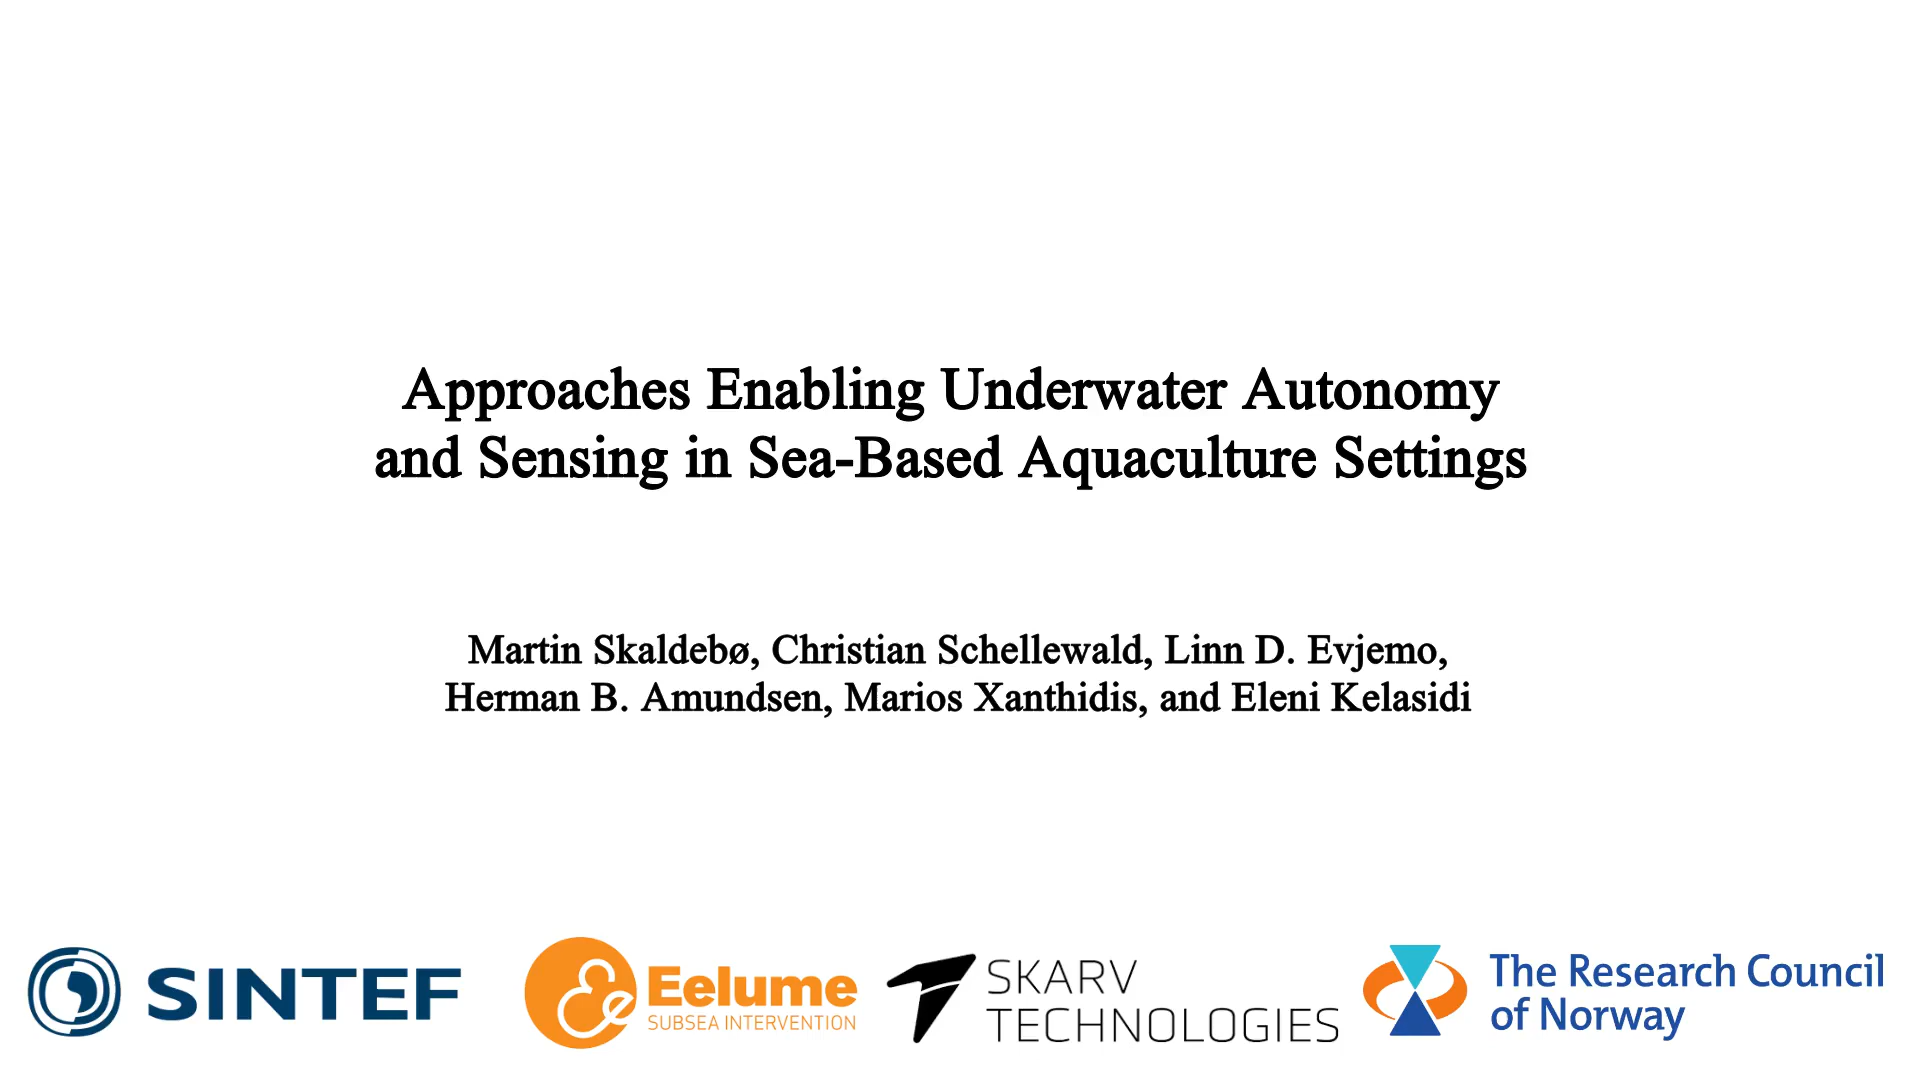 Approaches Enabling Underwater Autonomy
and Sensing in Sea-Based Aquaculture Settings
Martin Skaldebø, Christian Schellewald, Linn D. Evjemo,
Herman B. Amundsen, Marios Xanthidis, and Eleni Kelasidi
SINTEF
Eelume
SUBSEA INTERVENTION
SKARV
TECHNOLOGIES
The Research Council
of Norway